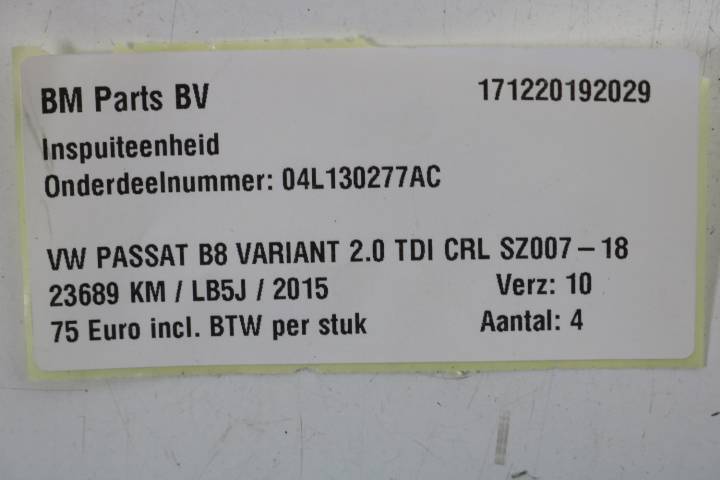 BM Parts BV 171220192029
Inspuiteenheid
Onderdeelnummer: 04L130277AC
VW PASSAT B8 VARIANT 2.0 TDI CRL SZ007-18
23689 KM / LB5J / 2015 Verz: 10
75 Euro incl. BTW per stuk Aantal: 4